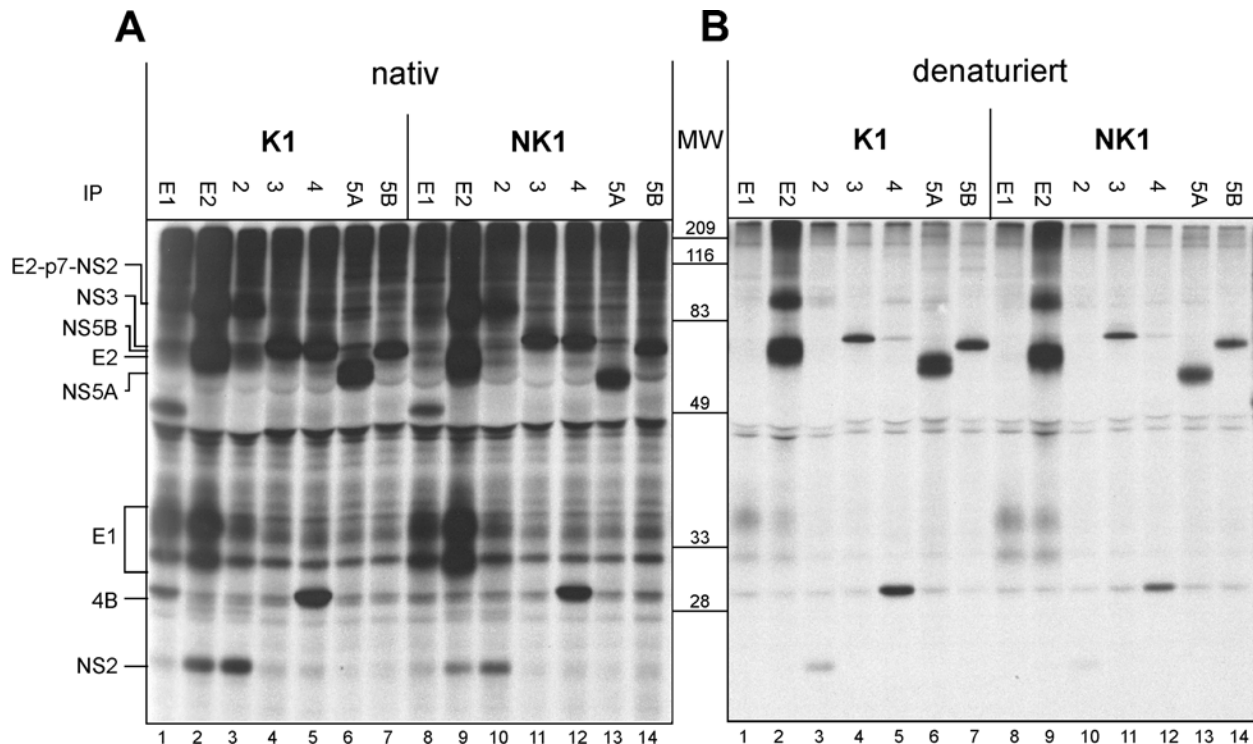 A
B
nativ
denaturiert
K1
NK1
MW
K1
NK1
IP
E1 E2 2 3 4 5A 5B E1 E2 2 3 4 5A 5B
E1 E2 2 3 4 5A 5B E1 E2 2 3 4 5A 5B
E2-p7-NS2
NS3
NS5B
E2
NS5A
E1
4B
NS2
209
116
83
49
33
28
1 2 3 4 5 6 7 8 9 10 11 12 13 14
1 2 3 4 5 6 7 8 9 10 11 12 13 14